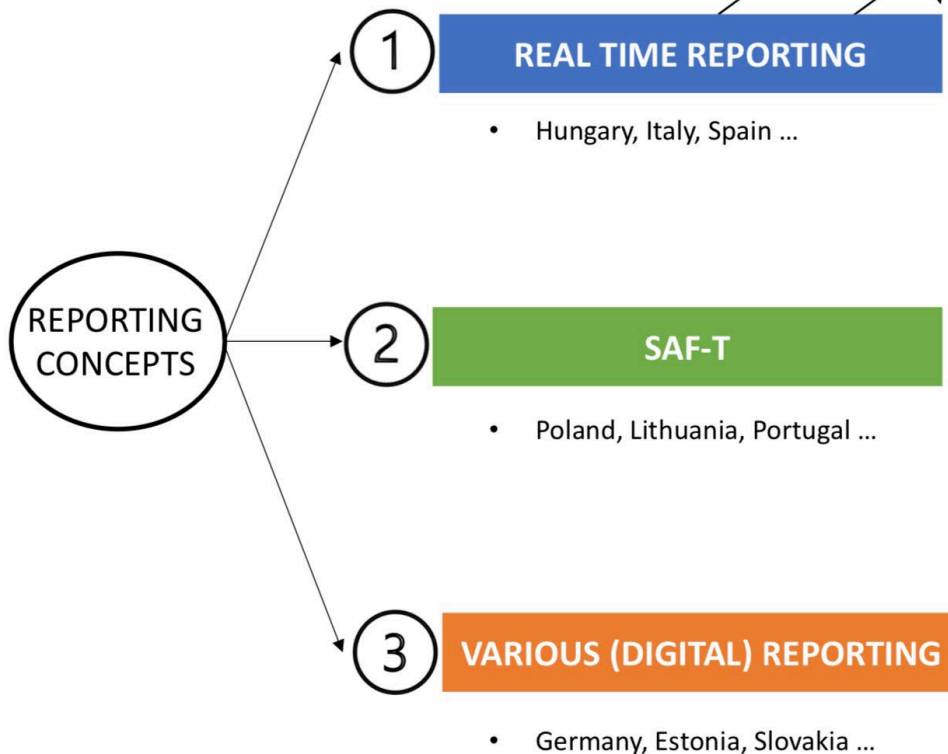 1
REAL TIME REPORTING
• Hungary, Italy, Spain ...
REPORTING
CONCEPTS
2
SAF-T
• Poland, Lithuania, Portugal ...
3
VARIOUS (DIGITAL) REPORTING
• Germany, Estonia, Slovakia ...